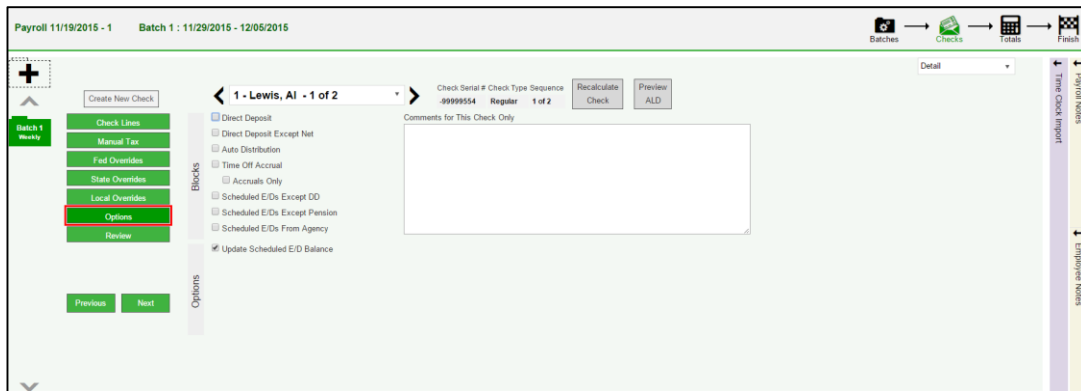 Payroll 11/19/2015 - 1 Batch 1 : 11/29/2015 - 12/05/2015
Batches Checks Totals Finish
Detail
Create New Check
1 - Lewis, Al - 1 of 2
Check Serial # Check Type Sequence
-99999554 Regular 1 of 2
Recalculate
Check
Preview
ALD
Batch 1
Weekly
Check Lines
Manual Tax
Fed Overrides
State Overrides
Local Overrides
Options
Review
Previous Next
Blocks
Direct Deposit
Direct Deposit Except Net
Auto Distribution
Time Off Accrual
Accruals Only
Scheduled E/Ds Except DD
Scheduled E/Ds Except Pension
Scheduled E/Ds From Agency
Options
Update Scheduled E/D Balance
Comments for This Check Only
Time Clock Import
Payroll Notes
Employee Notes